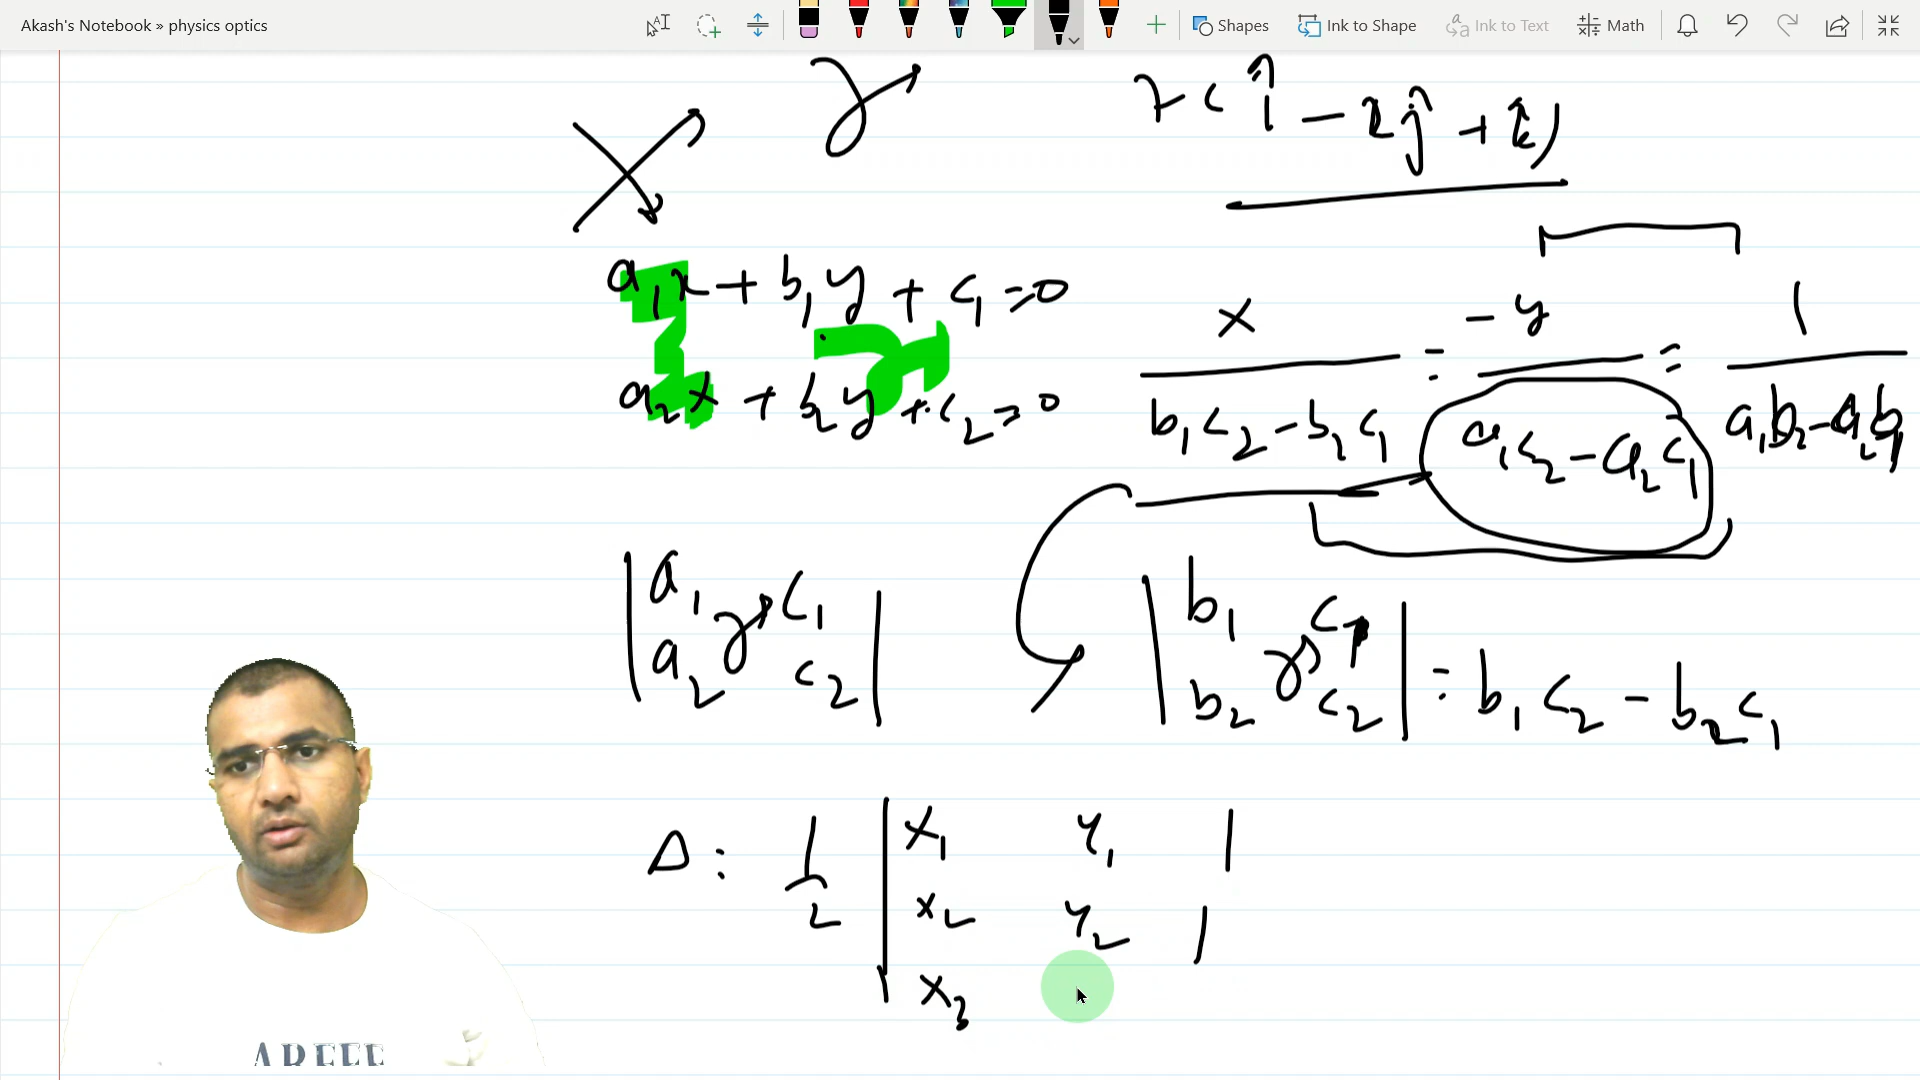 Akash's Notebook » physics optics
Shapes Ink to Shape Ink to Text Math
î - 2ĵ + k̂)
a₁x + b₁y + c₁ = 0
a₂x + b₂y + c₂ = 0
x / (b₁c₂ - b₂c₁) = -y / (a₁c₂ - a₂c₁) = 1 / (a₁b₂ - a₂b₁)
| a₁ c₁ |
| a₂ c₂ |
| b₁ c₁ |
| b₂ c₂ | = b₁c₂ - b₂c₁
Δ : 1/2 | x₁ y₁ 1
x₂ y₂ 1
x₃